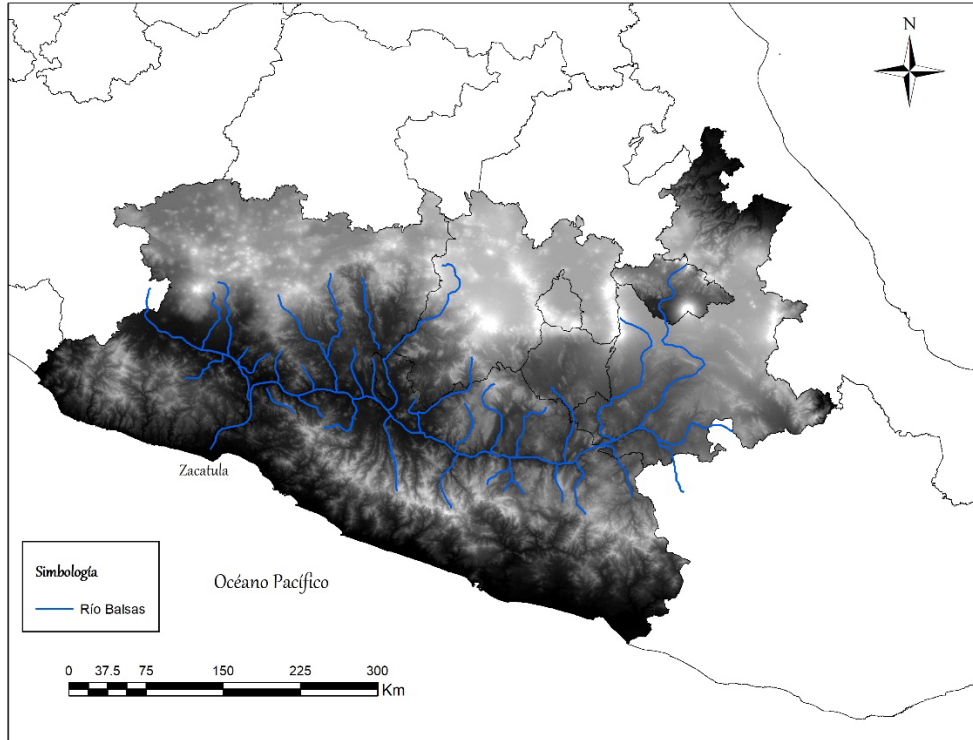 N
Zacatula
Océano Pacífico
Simbología
Río Balsas
0 37.5 75 150 225 300
Km